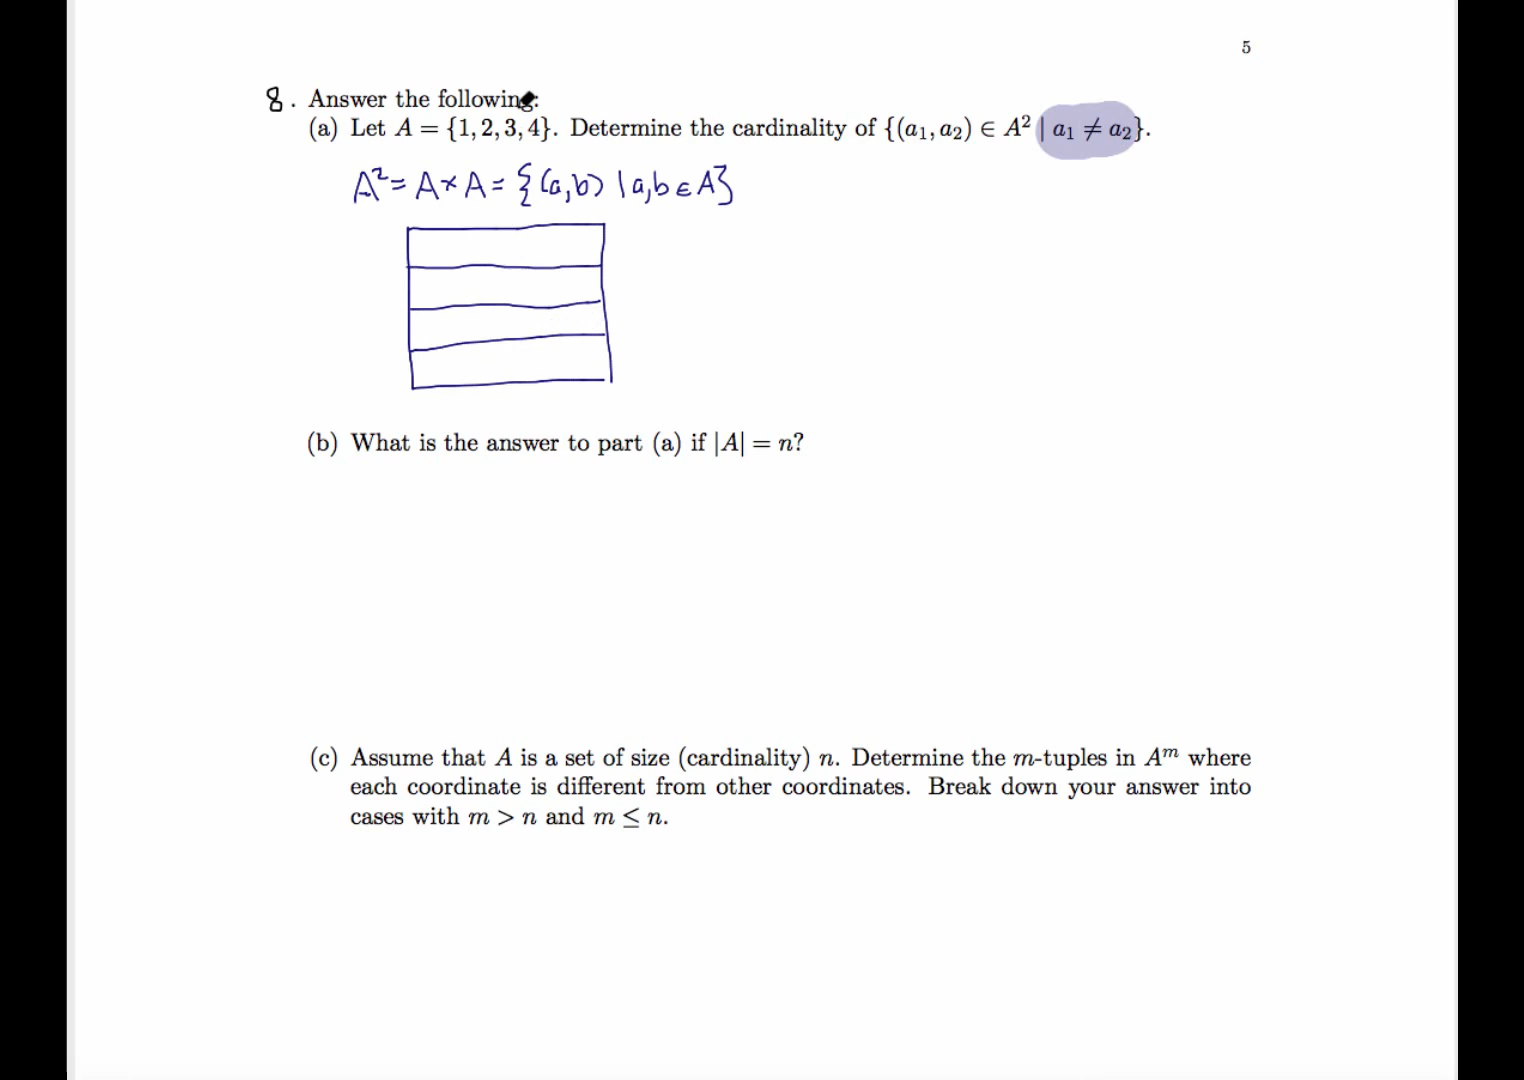 5
8. Answer the following:
(a) Let A = {1, 2, 3, 4}. Determine the cardinality of {(a₁, a₂) ∈ A² | a₁ ≠ a₂}.
A² = A × A = {(a,b) | a,b ∈ A}
(b) What is the answer to part (a) if |A| = n?
(c) Assume that A is a set of size (cardinality) n. Determine the m-tuples in Aᵐ where
each coordinate is different from other coordinates. Break down your answer into
cases with m > n and m ≤ n.